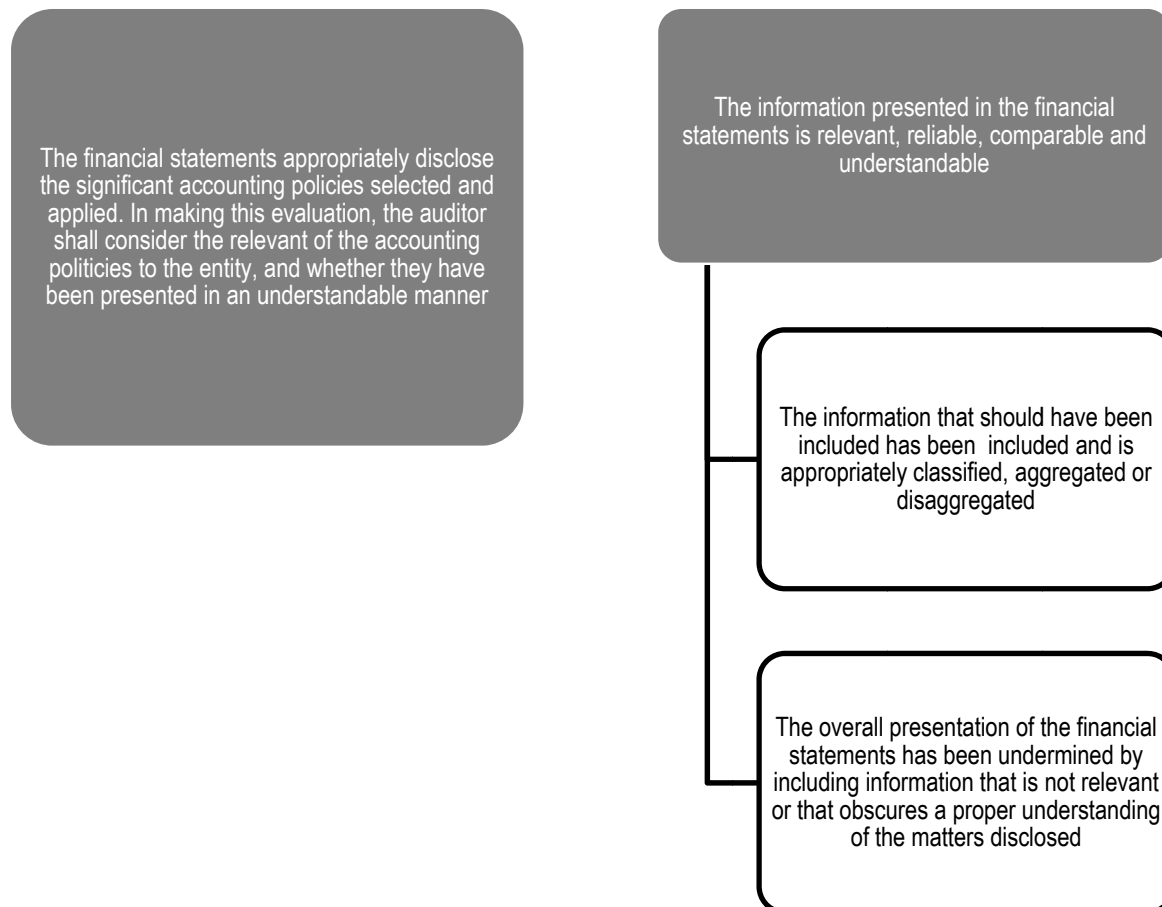 The financial statements appropriately disclose
the significant accounting policies selected and
applied. In making this evaluation, the auditor
shall consider the relevant of the accounting
politicies to the entity, and whether they have
been presented in an understandable manner
The information presented in the financial
statements is relevant, reliable, comparable and
understandable
The information that should have been
included has been  included and is
appropriately classified, aggregated or
disaggregated
The overall presentation of the financial
statements has been undermined by
including information that is not relevant
or that obscures a proper understanding
of the matters disclosed